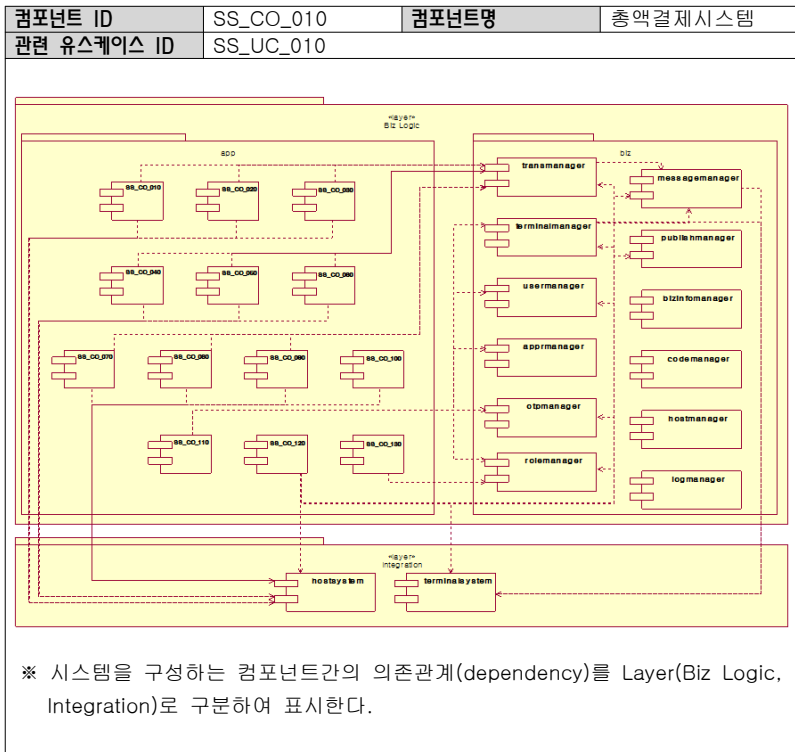 컴포넌트 ID SS_CO_010 컴포넌트명 총액결제시스템
관련 유스케이스 ID SS_UC_010
«layer»
Biz Logic
app
biz
SS_CO_010 SS_CO_020 SS_CO_030
SS_CO_040 SS_CO_050 SS_CO_060
SS_CO_070 SS_CO_080 SS_CO_090 SS_CO_100
SS_CO_110 SS_CO_120 SS_CO_130
transmanager
messagemanager
terminalmanager
publishmanager
usermanager
bizinfomanager
apprmanager
codemanager
otpmanager
hostmanager
rolemanager
logmanager
«layer»
Integration
hostsystem
terminalsystem
※ 시스템을 구성하는 컴포넌트간의 의존관계(dependency)를 Layer(Biz Logic,
Integration)로 구분하여 표시한다.